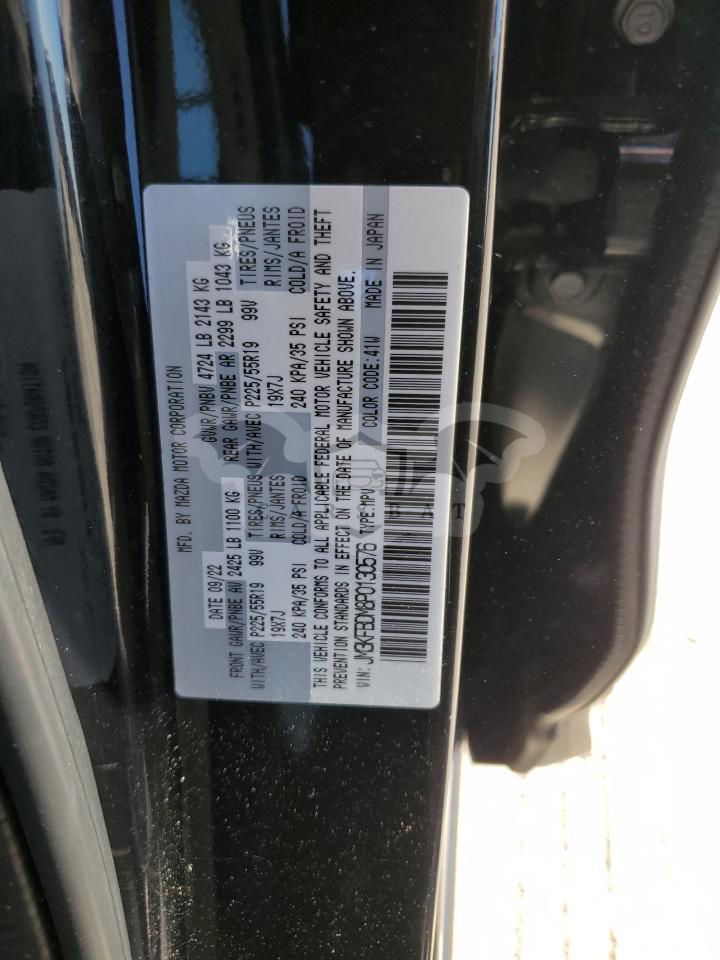 MFD. BY MAZDA MOTOR CORPORATION
DATE 09/22 GVWR/PNBV 4724 LB 2143 KG
FRONT GAWR/PNBE AV 2425 LB 1100 KG REAR GAWR/PNBE AR 2299 LB 1043 KG
WITH/AVEC P225/55R19 99V TIRES/PNEUS WITH/AVEC P225/55R19 99V TIRES/PNEUS
19X7J RIMS/JANTES 19X7J RIMS/JANTES
240 KPA/35 PSI COLD/A FROID 240 KPA/35 PSI COLD/A FROID
THIS VEHICLE CONFORMS TO ALL APPLICABLE FEDERAL MOTOR VEHICLE SAFETY AND THEFT
PREVENTION STANDARDS IN EFFECT ON THE DATE OF MANUFACTURE SHOWN ABOVE.
VIN: JM3KFBDM8P0130576 TYPE: MPV COLOR CODE: 41W MADE IN JAPAN